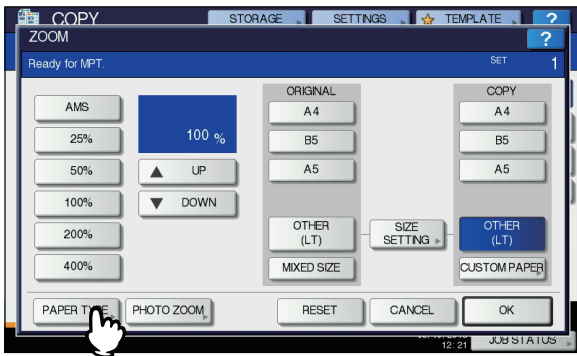 COPY STORAGE SETTINGS TEMPLATE ?
ZOOM ?
Ready for MPT. SET 1
ORIGINAL COPY
AMS A4 A4
100 %
25% B5 B5
50% UP A5 A5
100% DOWN
200% OTHER (LT) SIZE SETTING OTHER (LT)
400% MIXED SIZE CUSTOM PAPER
PAPER TYPE PHOTO ZOOM RESET CANCEL OK
12:21 JOB STATUS